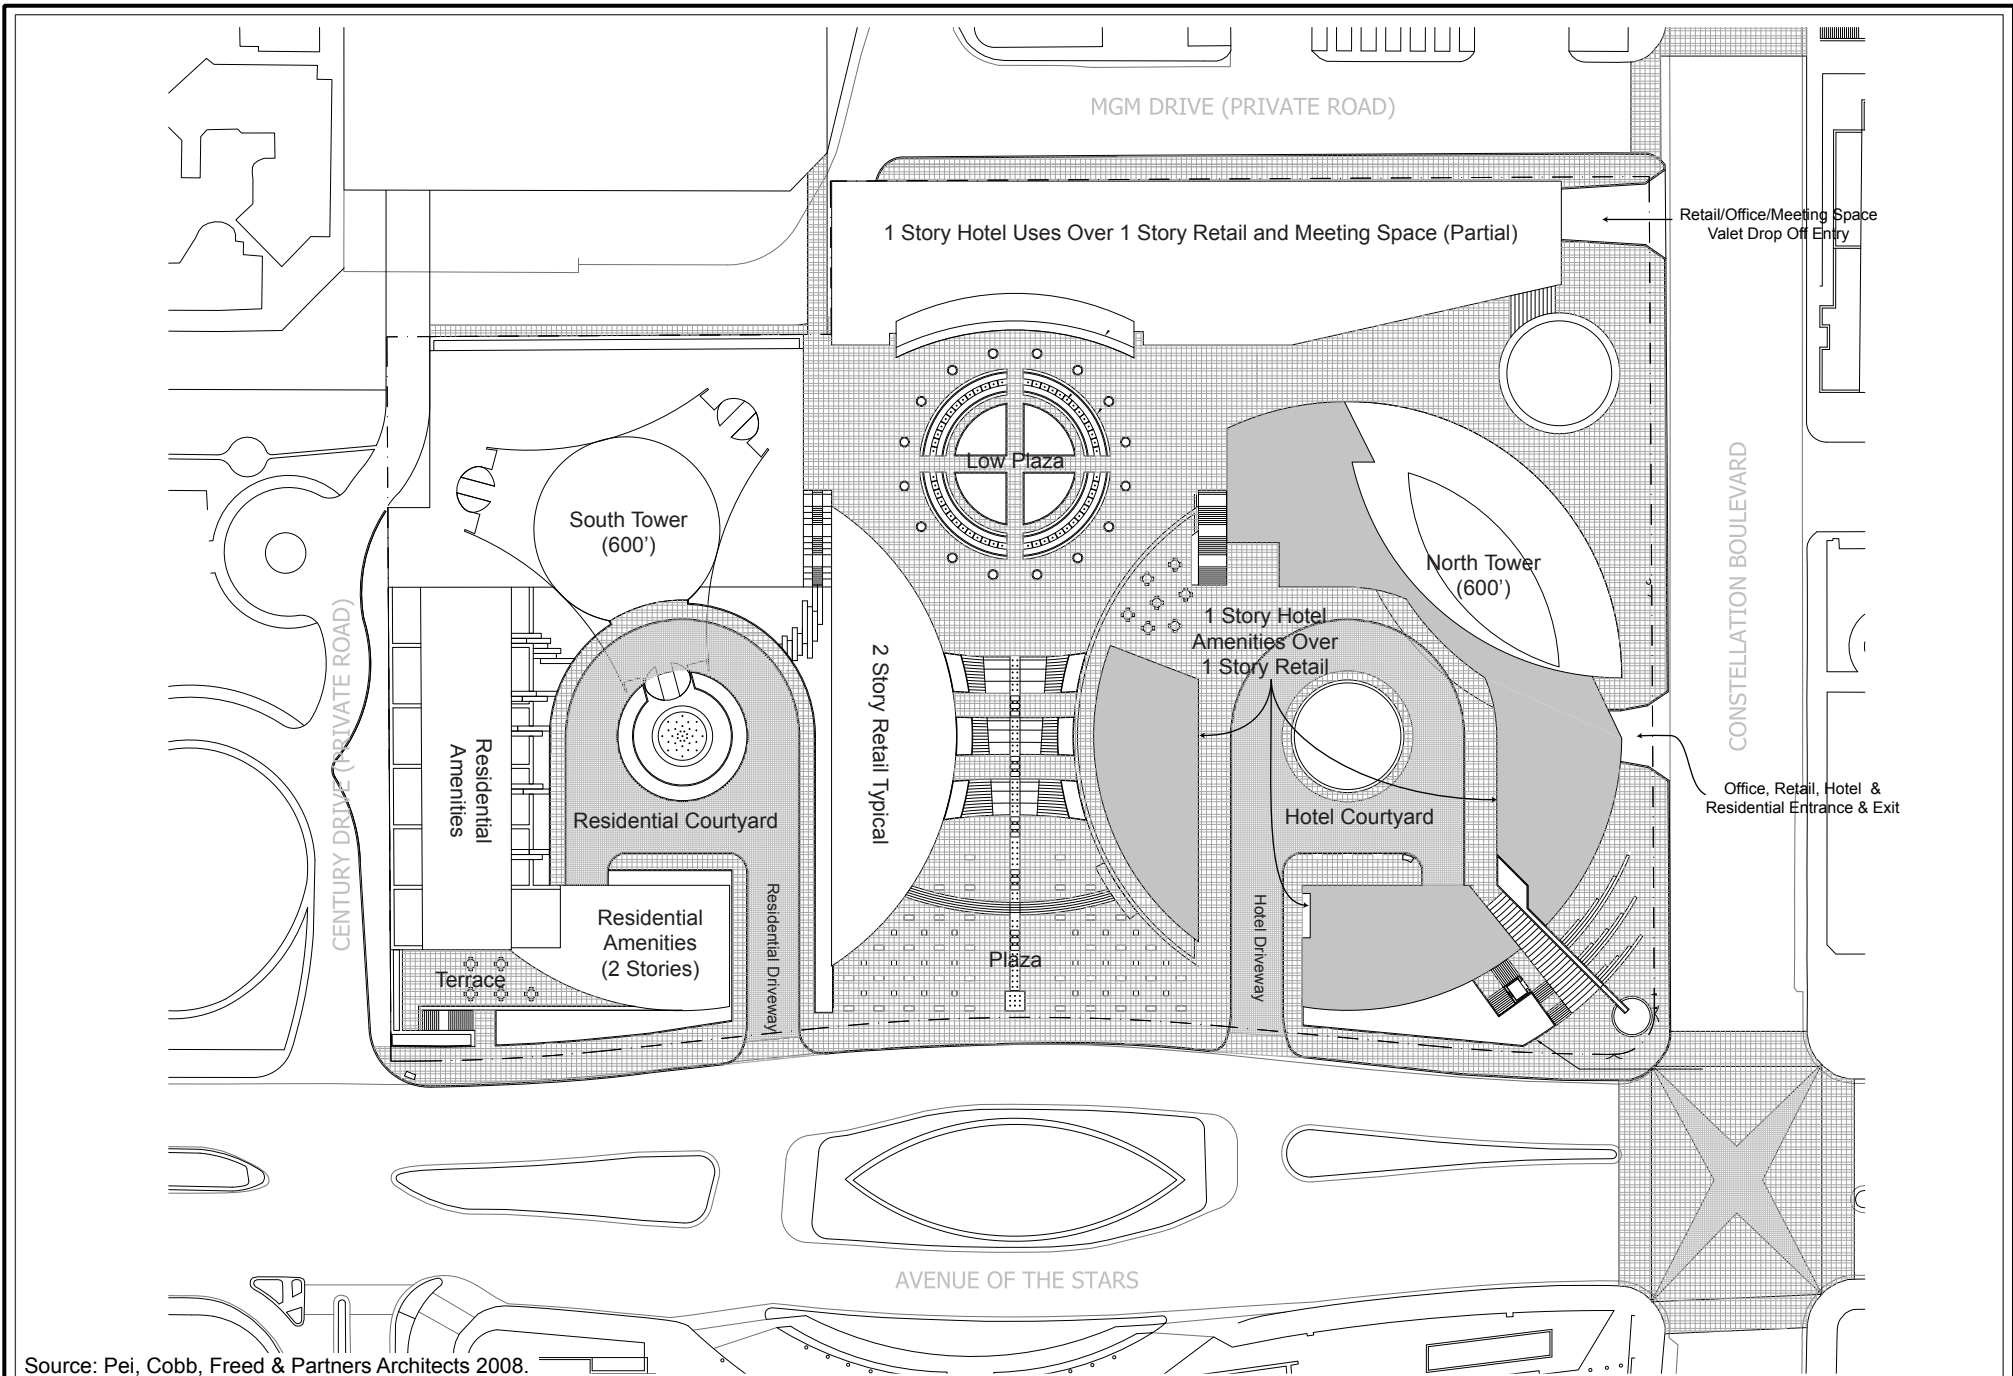 MGM DRIVE (PRIVATE ROAD)
1 Story Hotel Uses Over 1 Story Retail and Meeting Space (Partial)
Retail/Office/Meeting Space
Valet Drop Off Entry
Low Plaza
South Tower
(600’)
North Tower
(600’)
CONSTELLATION BOULEVARD
CENTURY DRIVE (PRIVATE ROAD)
1 Story Hotel
Amenities Over
1 Story Retail
2 Story Retail Typical
Residential
Amenities
Residential Courtyard
Hotel Courtyard
Office, Retail, Hotel &
Residential Entrance & Exit
Residential
Amenities
(2 Stories)
Residential Driveway
Hotel Driveway
Terrace
Plaza
AVENUE OF THE STARS
Source: Pei, Cobb, Freed & Partners Architects 2008.